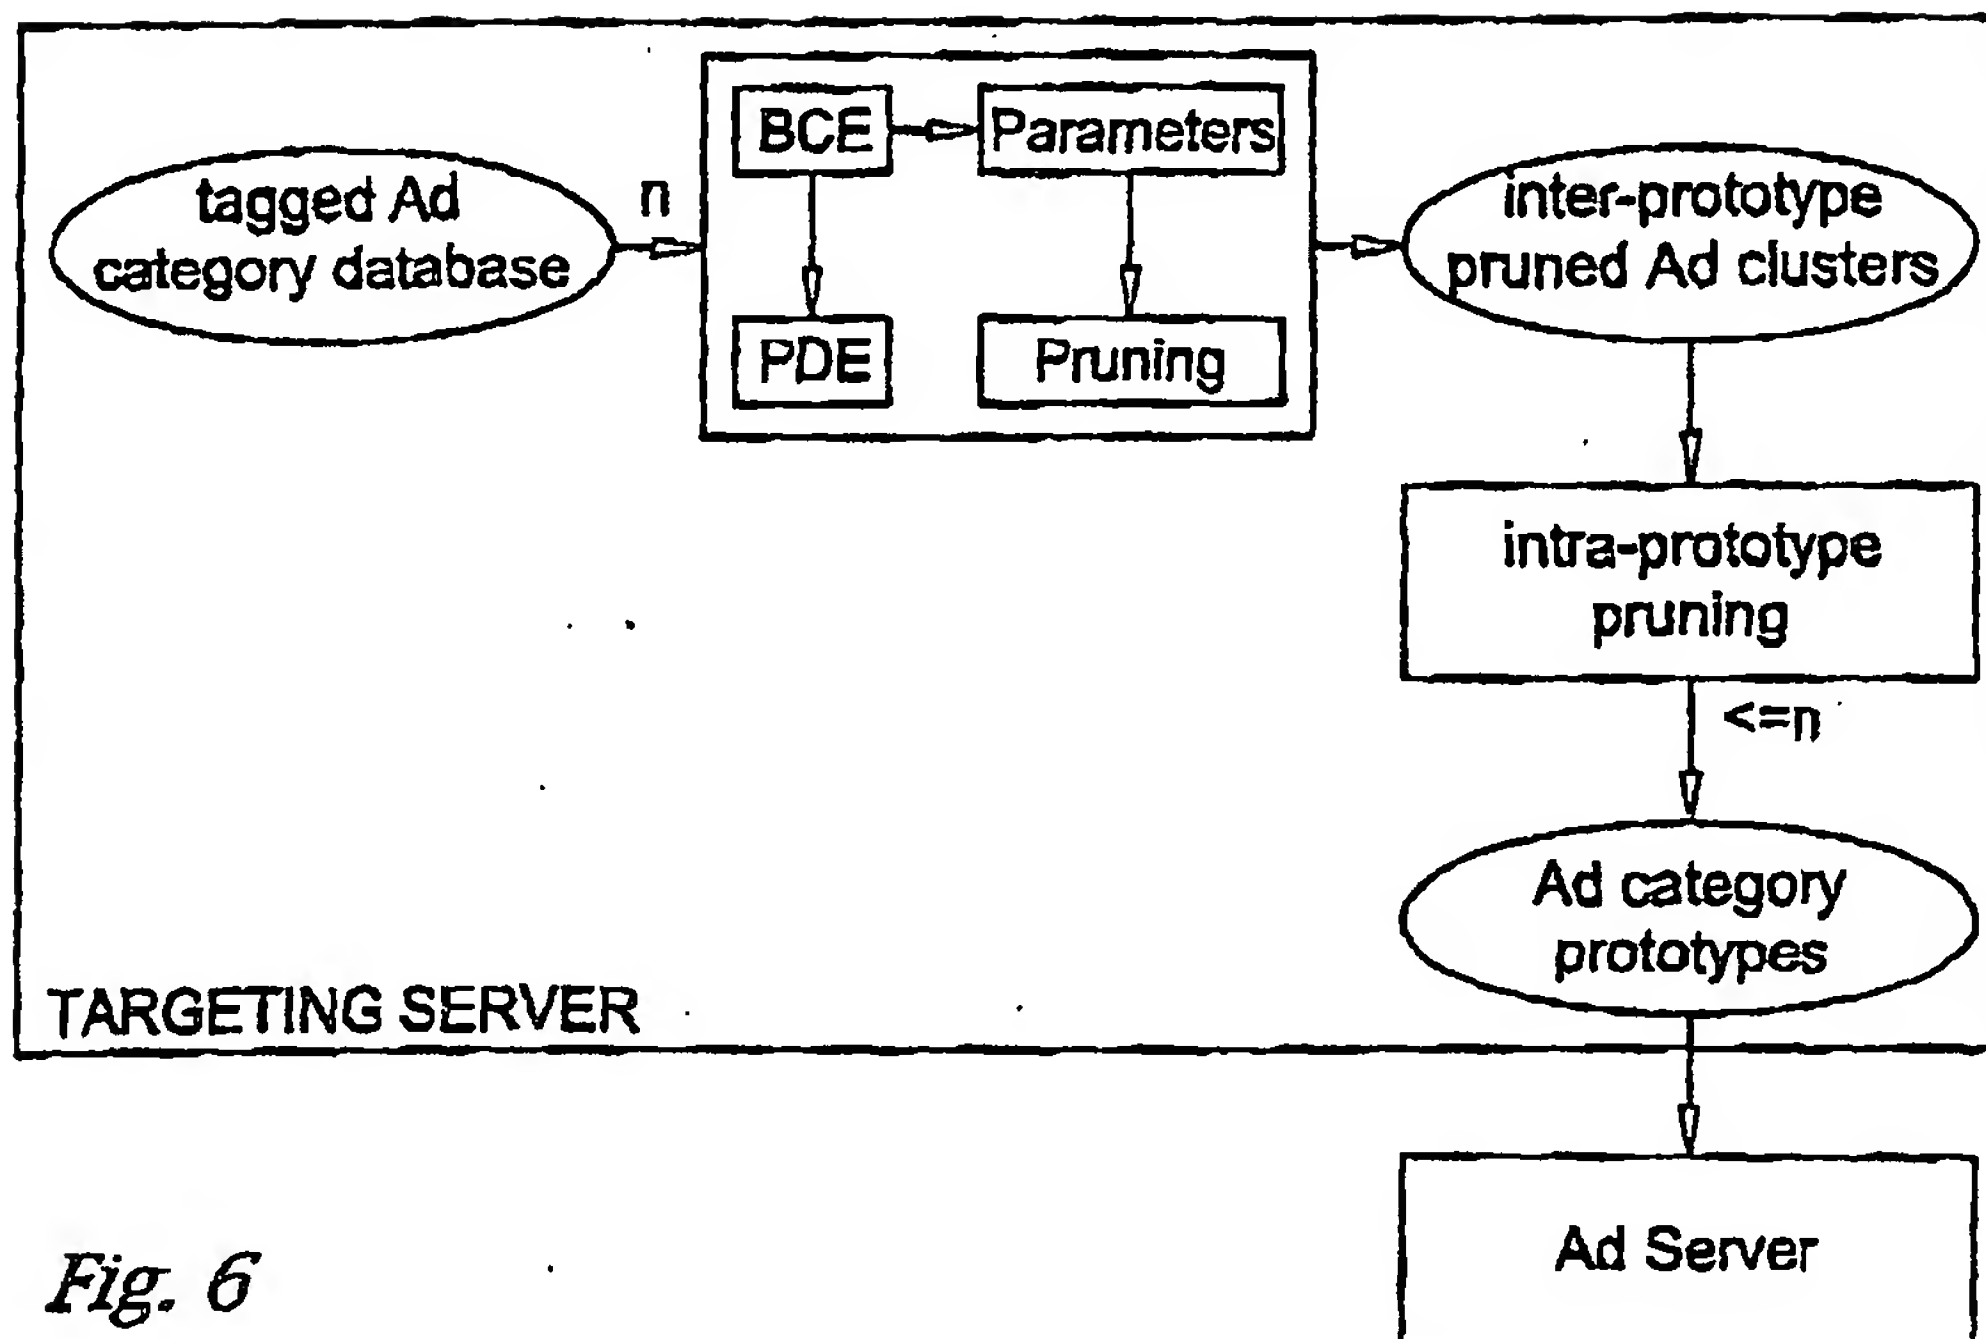 BCE
Parameters
tagged Ad
category database
n
inter-prototype
pruned Ad clusters
PDE
Pruning
intra-prototype
pruning
<=n
Ad category
prototypes
TARGETING SERVER
Ad Server
Fig. 6